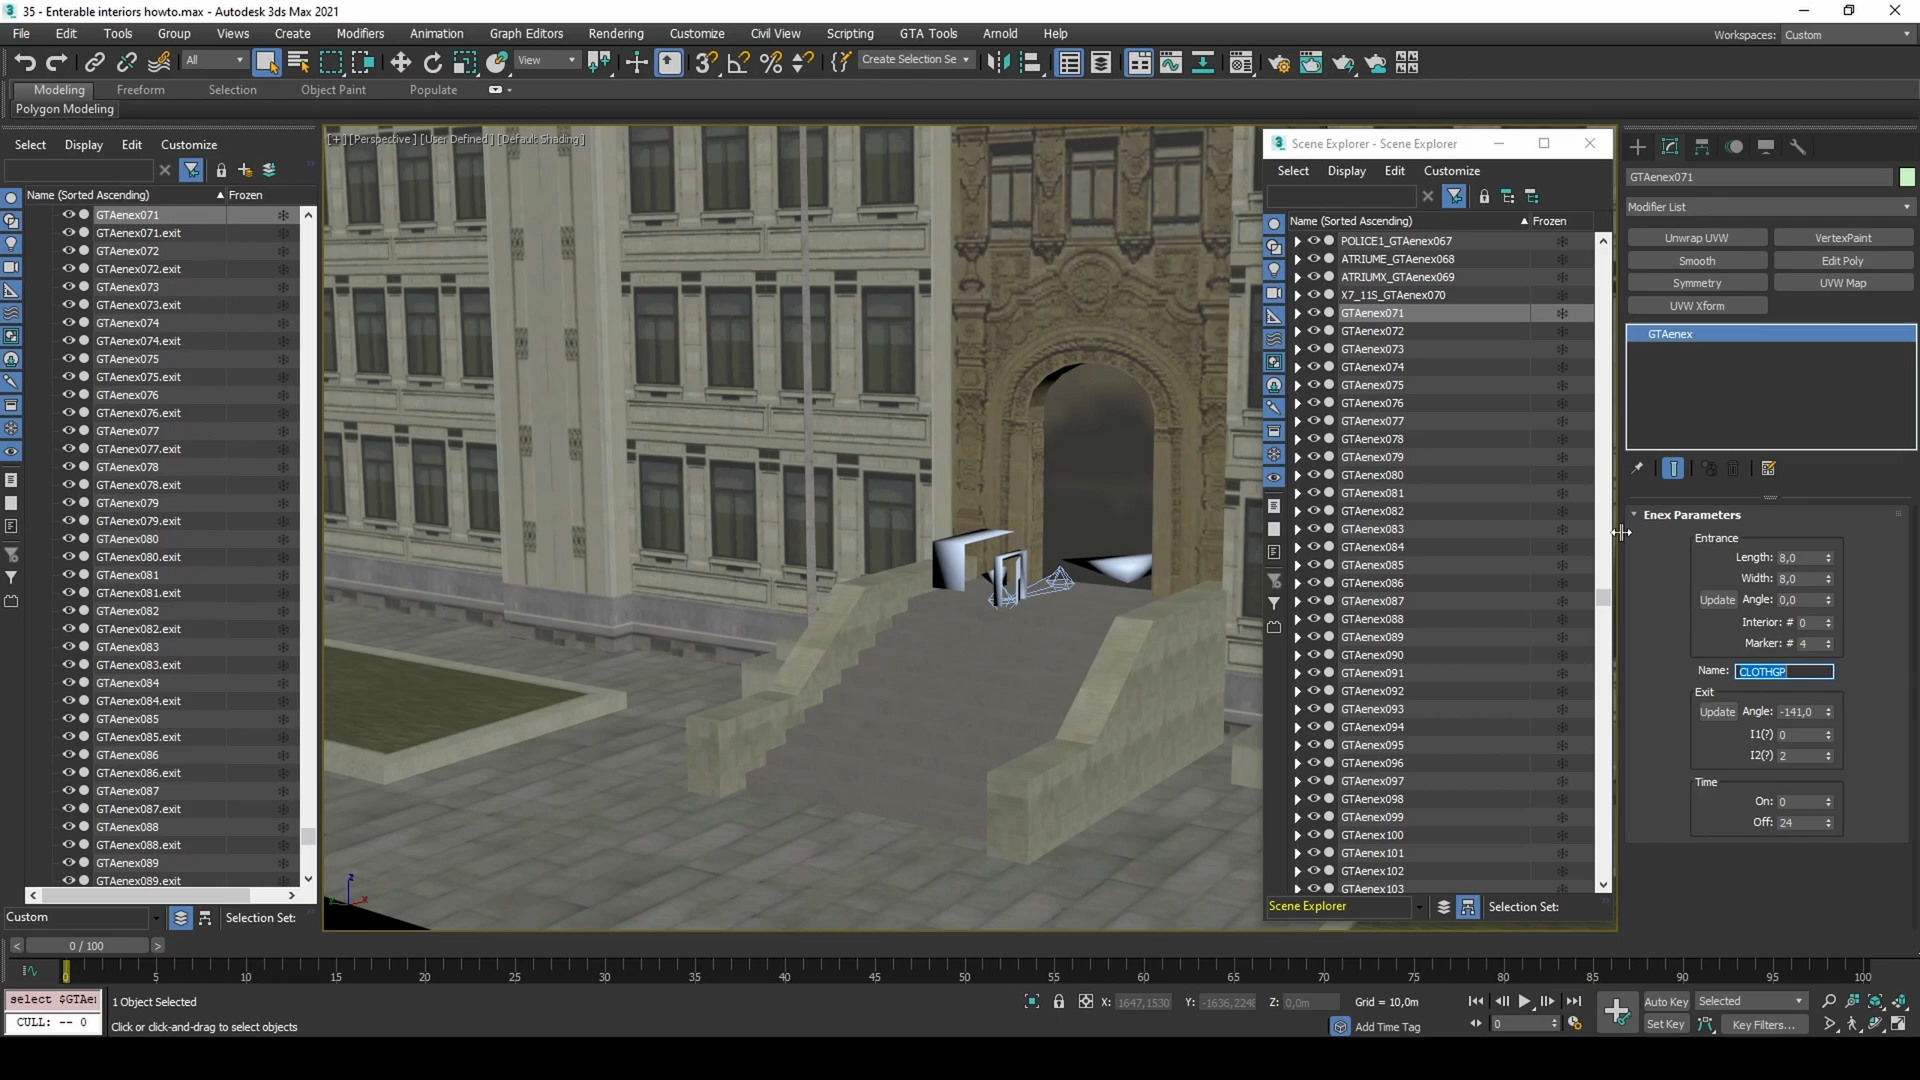 35 - Enterable interiors howto.max - Autodesk 3ds Max 2021
File Edit Tools Group Views Create Modifiers Animation Graph Editors Rendering Customize Civil View Scripting GTA Tools Arnold Help
Workspaces: Custom
All View Create Selection Se
Modeling Freeform Selection Object Paint Populate
Polygon Modeling
Select Display Edit Customize
Name (Sorted Ascending) Frozen
GTAenex071
GTAenex071.exit
GTAenex072
GTAenex072.exit
GTAenex073
GTAenex073.exit
GTAenex074
GTAenex074.exit
GTAenex075
GTAenex075.exit
GTAenex076
GTAenex076.exit
GTAenex077
GTAenex077.exit
GTAenex078
GTAenex078.exit
GTAenex079
GTAenex079.exit
GTAenex080
GTAenex080.exit
GTAenex081
GTAenex081.exit
GTAenex082
GTAenex082.exit
GTAenex083
GTAenex083.exit
GTAenex084
GTAenex084.exit
GTAenex085
GTAenex085.exit
GTAenex086
GTAenex086.exit
GTAenex087
GTAenex087.exit
GTAenex088
GTAenex088.exit
GTAenex089
GTAenex089.exit
Custom Selection Set:
[+] [Perspective] [User Defined] [Default Shading]
z
x
Scene Explorer - Scene Explorer
Select Display Edit Customize
Name (Sorted Ascending) Frozen
POLICE1_GTAenex067
ATRIUME_GTAenex068
ATRIUMX_GTAenex069
X7_11S_GTAenex070
GTAenex071
GTAenex072
GTAenex073
GTAenex074
GTAenex075
GTAenex076
GTAenex077
GTAenex078
GTAenex079
GTAenex080
GTAenex081
GTAenex082
GTAenex083
GTAenex084
GTAenex085
GTAenex086
GTAenex087
GTAenex088
GTAenex089
GTAenex090
GTAenex091
GTAenex092
GTAenex093
GTAenex094
GTAenex095
GTAenex096
GTAenex097
GTAenex098
GTAenex099
GTAenex100
GTAenex101
GTAenex102
GTAenex103
Scene Explorer Selection Set:
GTAenex071
Modifier List
Unwrap UVW VertexPaint
Smooth Edit Poly
Symmetry UVW Map
UVW Xform
GTAenex
Enex Parameters
Entrance
Length: 8,0
Width: 8,0
Update Angle: 0,0
Interior: # 0
Marker: # 4
Name: CLOTHGP
Exit
Update Angle: -141,0
I1(?) 0
I2(?) 2
Time
On: 0
Off: 24
< 0 / 100 >
0 5 10 15 20 25 30 35 40 45 50 55 60 65 70 75 80 85 90 95 100
select $GTAe
CULL: -- 0
1 Object Selected
Click or click-and-drag to select objects
X: 1647,1530 Y: -1636,224 Z: 0,0m Grid = 10,0m
Add Time Tag
0
Auto Key Selected
Set Key Key Filters...